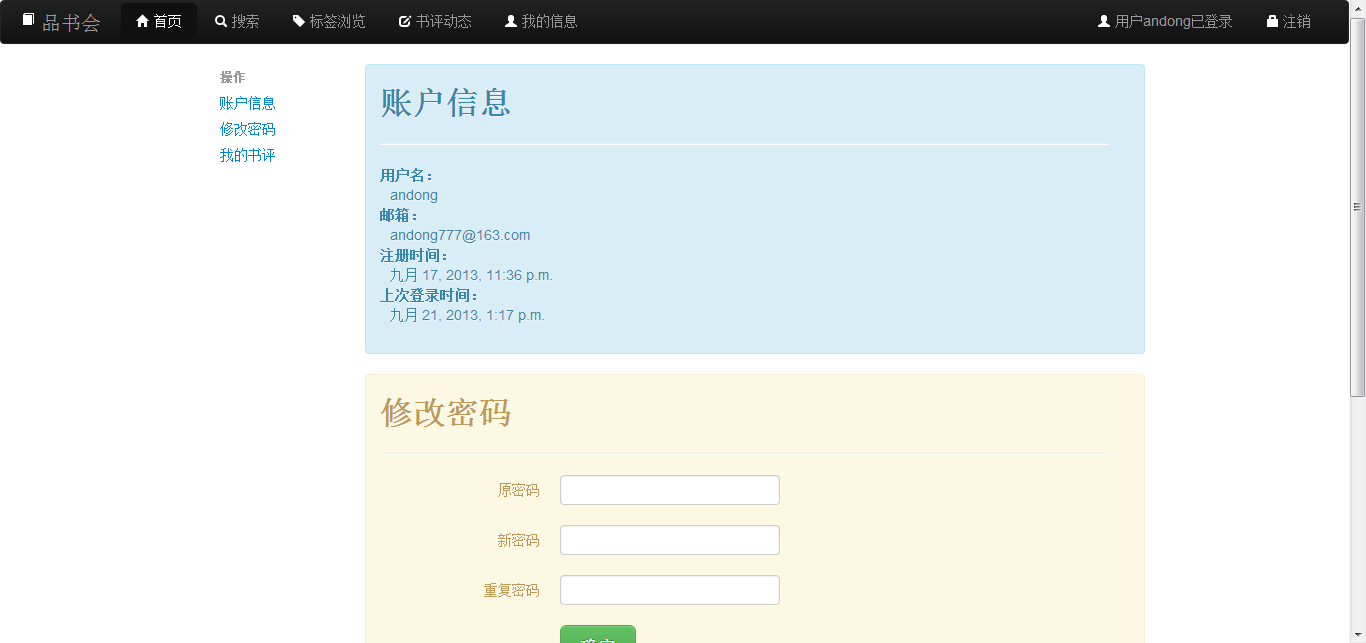 品书会 首页 搜索 标签浏览 书评动态 我的信息 用户andong已登录 注销
操作
账户信息
修改密码
我的书评
账户信息
用户名：
andong
邮箱：
andong777@163.com
注册时间：
九月 17, 2013, 11:36 p.m.
上次登录时间：
九月 21, 2013, 1:17 p.m.
修改密码
原密码
新密码
重复密码
确定